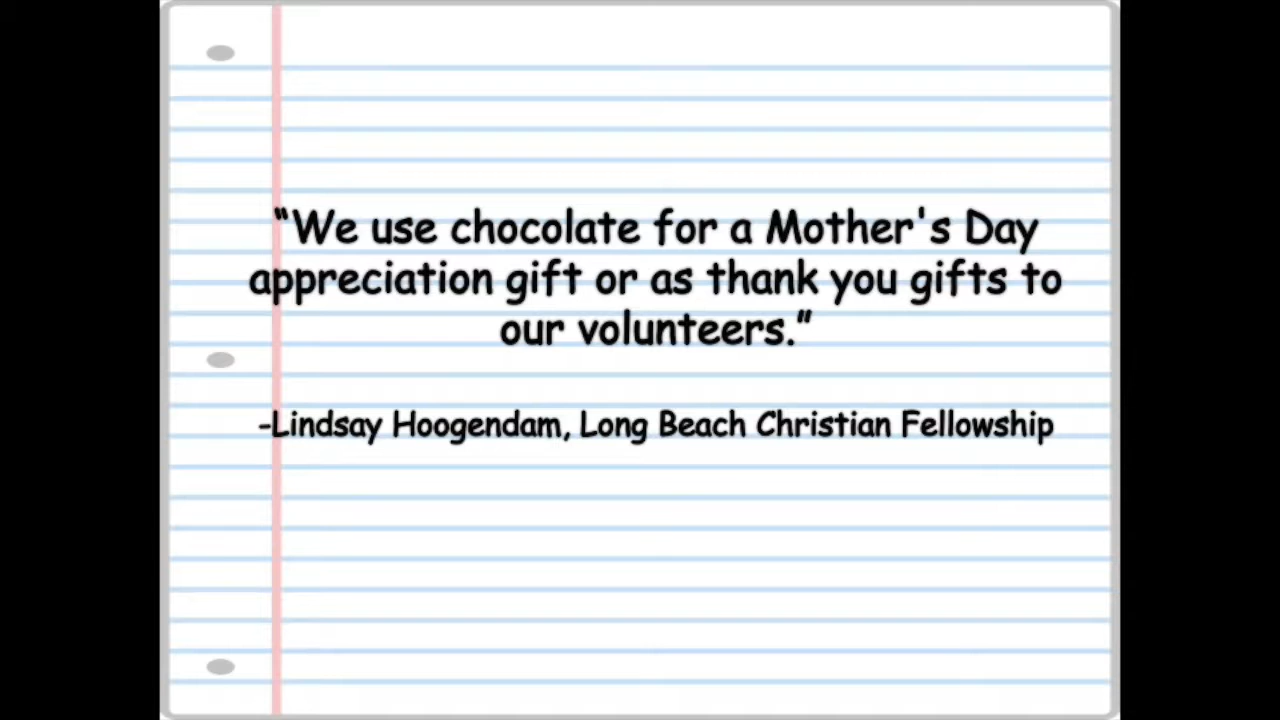 “We use chocolate for a Mother's Day
appreciation gift or as thank you gifts to
our volunteers.”
-Lindsay Hoogendam, Long Beach Christian Fellowship